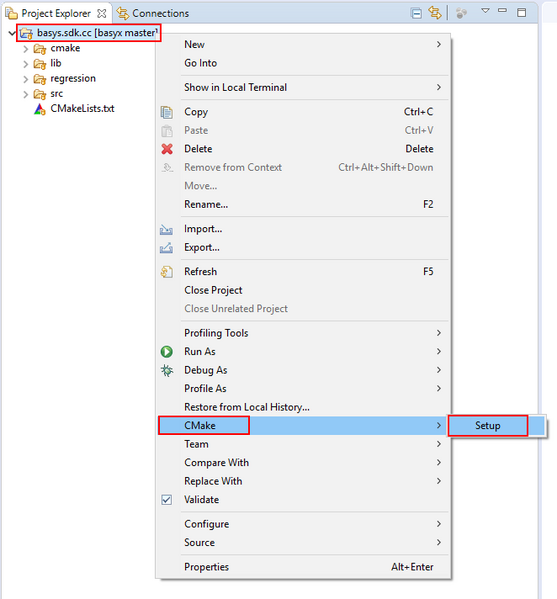 Project Explorer
Connections
basys.sdk.cc [basyx master]
cmake
lib
regression
src
CMakeLists.txt
New
Go Into
Show in Local Terminal
Copy Ctrl+C
Paste Ctrl+V
Delete Delete
Remove from Context Ctrl+Alt+Shift+Down
Move...
Rename... F2
Import...
Export...
Refresh F5
Close Project
Close Unrelated Project
Profiling Tools
Run As
Debug As
Profile As
Restore from Local History...
CMake
Setup
Team
Compare With
Replace With
Validate
Configure
Source
Properties Alt+Enter